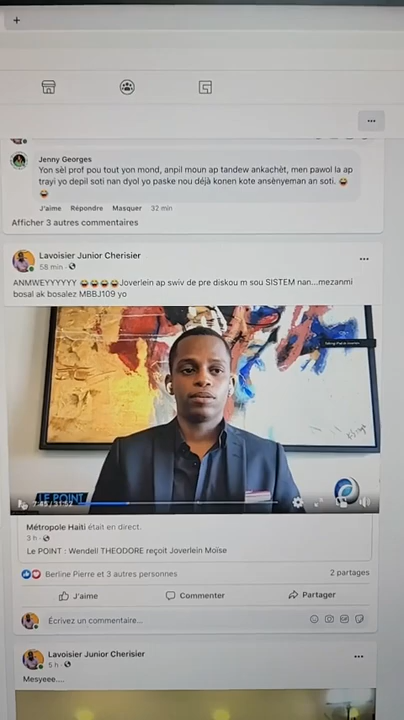 Jenny Georges
Yon sèl prof pou tout yon mond, anpil moun ap tandew ankachèt, men pawol la ap
trayi yo depil soti nan dyol yo paske nou déjà konen kote ansènyeman an soti. 😂
😂
J'aime Répondre Masquer 32 min
Afficher 3 autres commentaires
Lavoisier Junior Cherisier
58 min
ANMWEYYYYYY 😂😂😂😂Joverlein ap swiv de pre diskou m sou SISTEM nan...mezanmi
bosal ak bosalez MBBJ109 yo
LE POINT
Métropole Haiti était en direct.
3 h
Le POINT : Wendell THEODORE reçoit Joverlein Moïse
Berline Pierre et 3 autres personnes
2 partages
J'aime
Commenter
Partager
Écrivez un commentaire...
Lavoisier Junior Cherisier
5 h
Mesyeee....